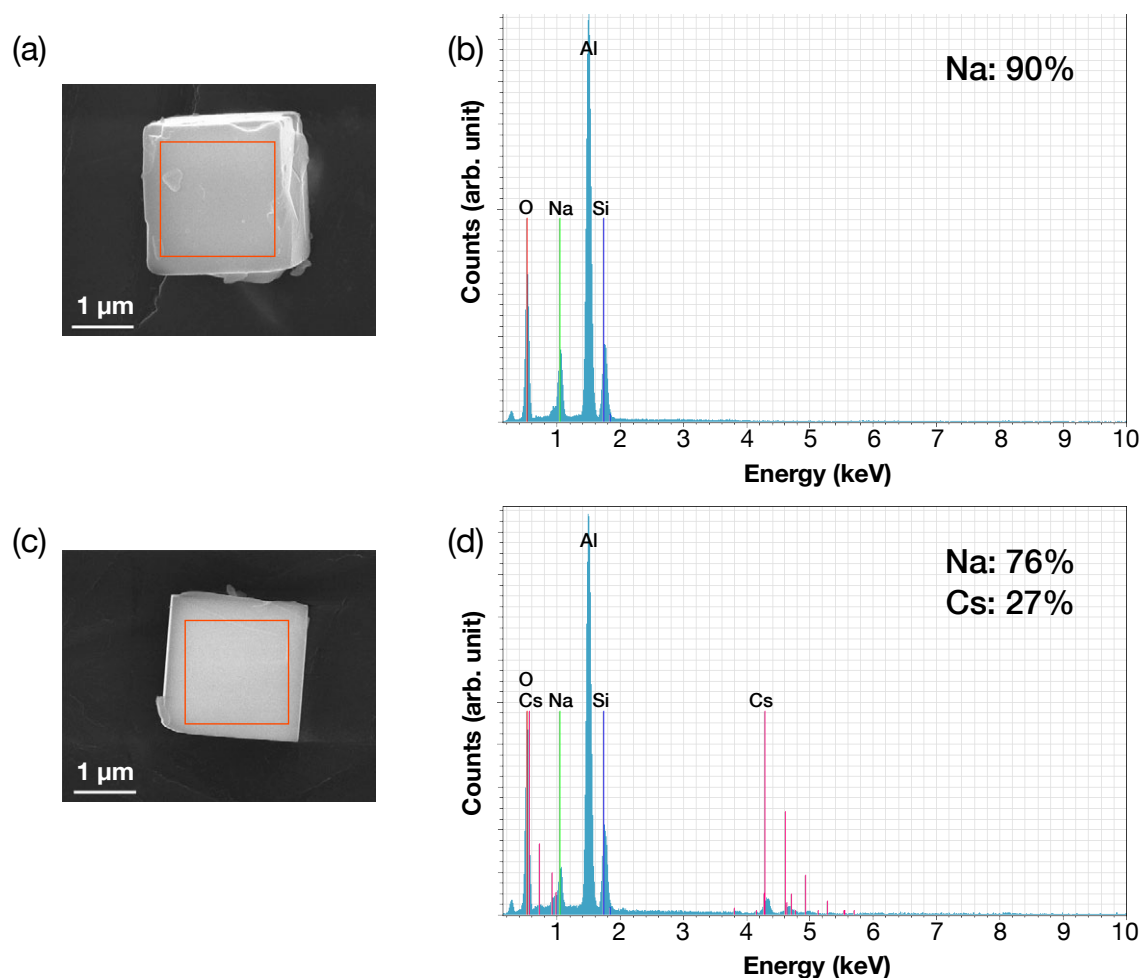 (a)
1 µm
(b)
Counts (arb. unit)
O
Na
Al
Si
Na: 90%
1 2 3 4 5 6 7 8 9 10
Energy (keV)
(c)
1 µm
(d)
Counts (arb. unit)
O
Cs
Na
Al
Si
Cs
Na: 76%
Cs: 27%
1 2 3 4 5 6 7 8 9 10
Energy (keV)